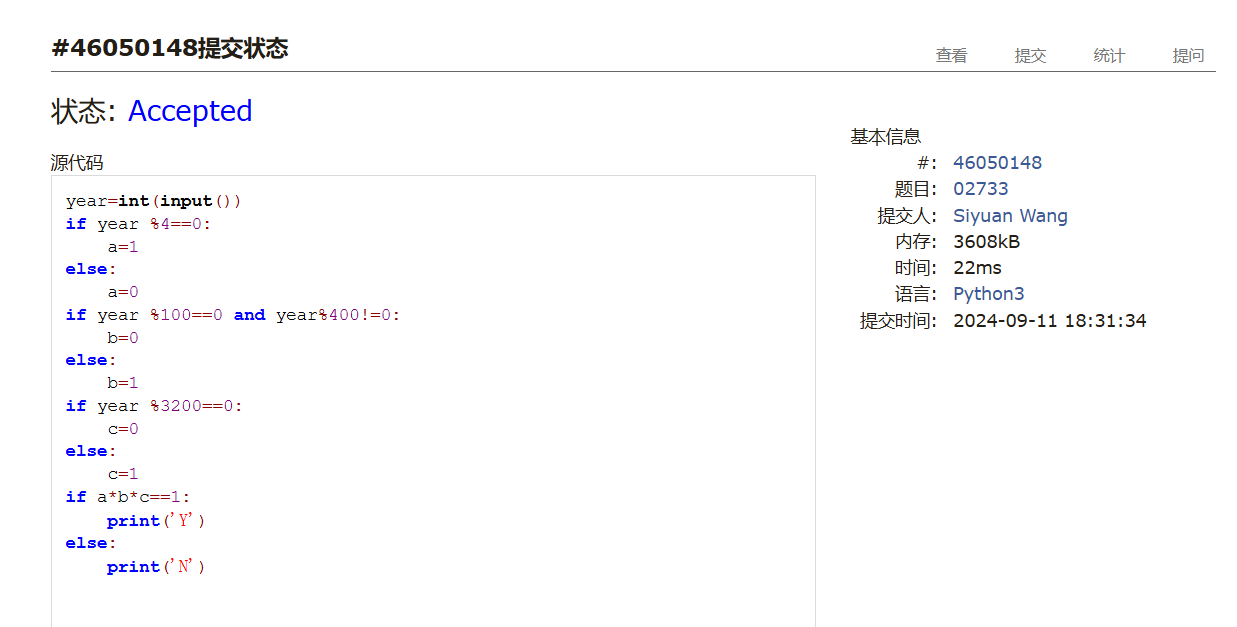 #46050148提交状态
查看 提交 统计 提问
状态: Accepted
源代码
year=int(input())
if year %4==0:
    a=1
else:
    a=0
if year %100==0 and year%400!=0:
    b=0
else:
    b=1
if year %3200==0:
    c=0
else:
    c=1
if a*b*c==1:
    print('Y')
else:
    print('N')
基本信息
#: 46050148
题目: 02733
提交人: Siyuan Wang
内存: 3608kB
时间: 22ms
语言: Python3
提交时间: 2024-09-11 18:31:34